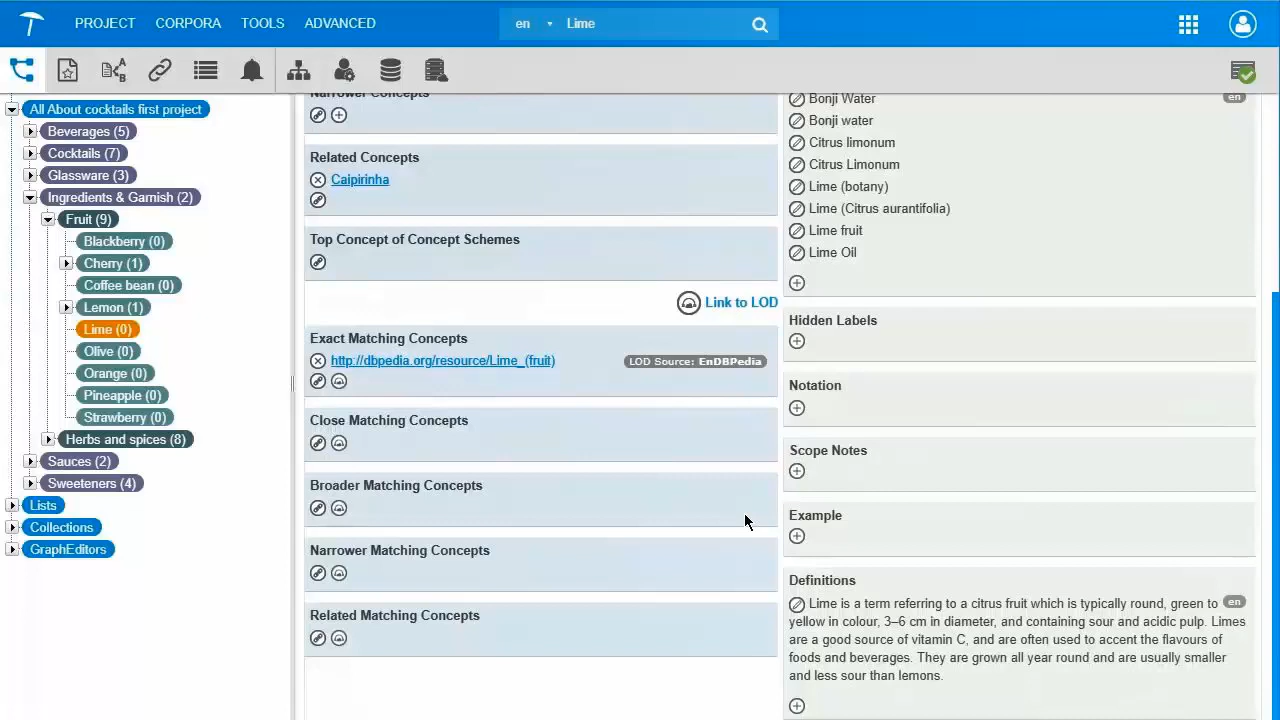 PROJECT CORPORA TOOLS ADVANCED en Lime
All About cocktails first project
Beverages (5)
Cocktails (7)
Glassware (3)
Ingredients & Garnish (2)
Fruit (9)
Blackberry (0)
Cherry (1)
Coffee bean (0)
Lemon (1)
Lime (0)
Olive (0)
Orange (0)
Pineapple (0)
Strawberry (0)
Herbs and spices (8)
Sauces (2)
Sweeteners (4)
Lists
Collections
GraphEditors
Narrower Concepts
Related Concepts
Caipirinha
Top Concept of Concept Schemes
Link to LOD
Exact Matching Concepts
http://dbpedia.org/resource/Lime_(fruit) LOD Source: EnDBPedia
Close Matching Concepts
Broader Matching Concepts
Narrower Matching Concepts
Related Matching Concepts
Bonji Water en
Bonji water
Citrus limonum
Citrus Limonum
Lime (botany)
Lime (Citrus aurantifolia)
Lime fruit
Lime Oil
Hidden Labels
Notation
Scope Notes
Example
Definitions
Lime is a term referring to a citrus fruit which is typically round, green to en
yellow in colour, 3–6 cm in diameter, and containing sour and acidic pulp. Limes
are a good source of vitamin C, and are often used to accent the flavours of
foods and beverages. They are grown all year round and are usually smaller
and less sour than lemons.